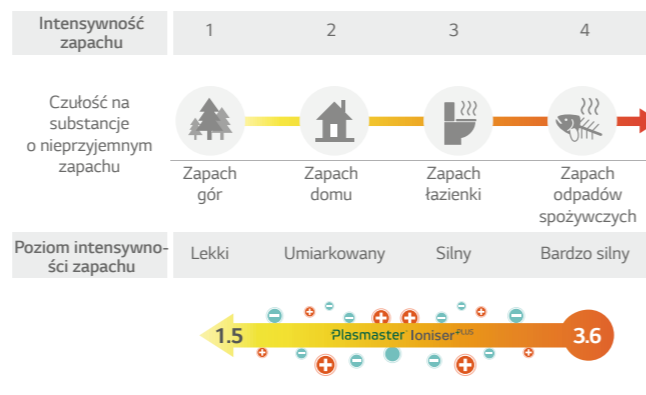 Intensywność
zapachu
1 2 3 4
Czułość na
substancje
o nieprzyjemnym
zapachu
Zapach
gór
Zapach
domu
Zapach
łazienki
Zapach
odpadów
spożywczych
Poziom intensywno-
ści zapachu
Lekki Umiarkowany Silny Bardzo silny
1.5 Plasmaster Ioniser PLUS 3.6